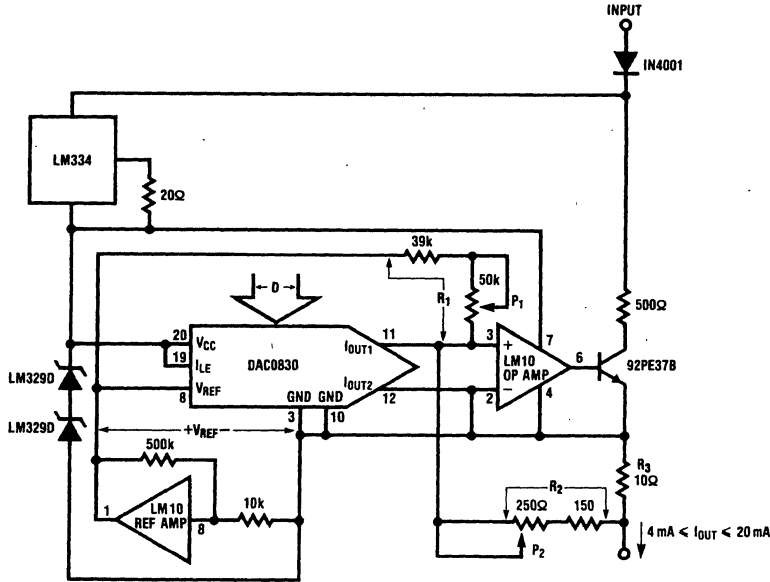 INPUT
IN4001
LM334
20Ω
39k
50k
R1
P1
D
500Ω
20
VCC
19
ILE
8
VREF
DAC0830
IOUT1
11
IOUT2
12
GND
GND
3
10
3
+
LM10
OP AMP
−
2
7
4
6
92PE37B
LM329D
LM329D
+VREF
500k
1
LM10
REF AMP
8
10k
R2
250Ω
150
P2
R3
10Ω
4 mA ⩽ IOUT ⩽ 20 mA